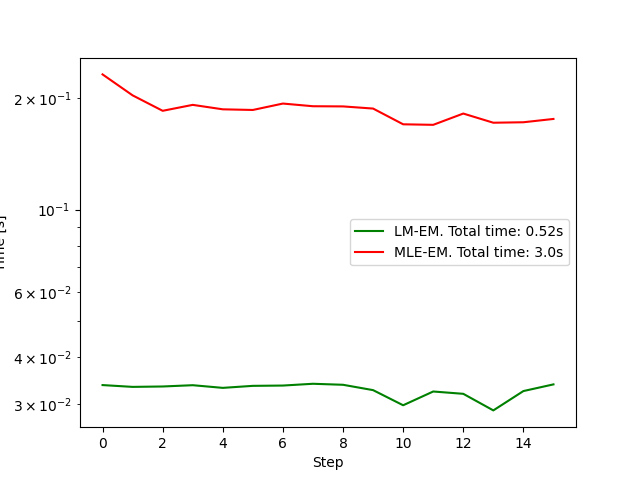 2 × 10⁻¹
10⁻¹
6 × 10⁻²
4 × 10⁻²
3 × 10⁻²
Time [s]
LM-EM. Total time: 0.52s
MLE-EM. Total time: 3.0s
0 2 4 6 8 10 12 14
Step